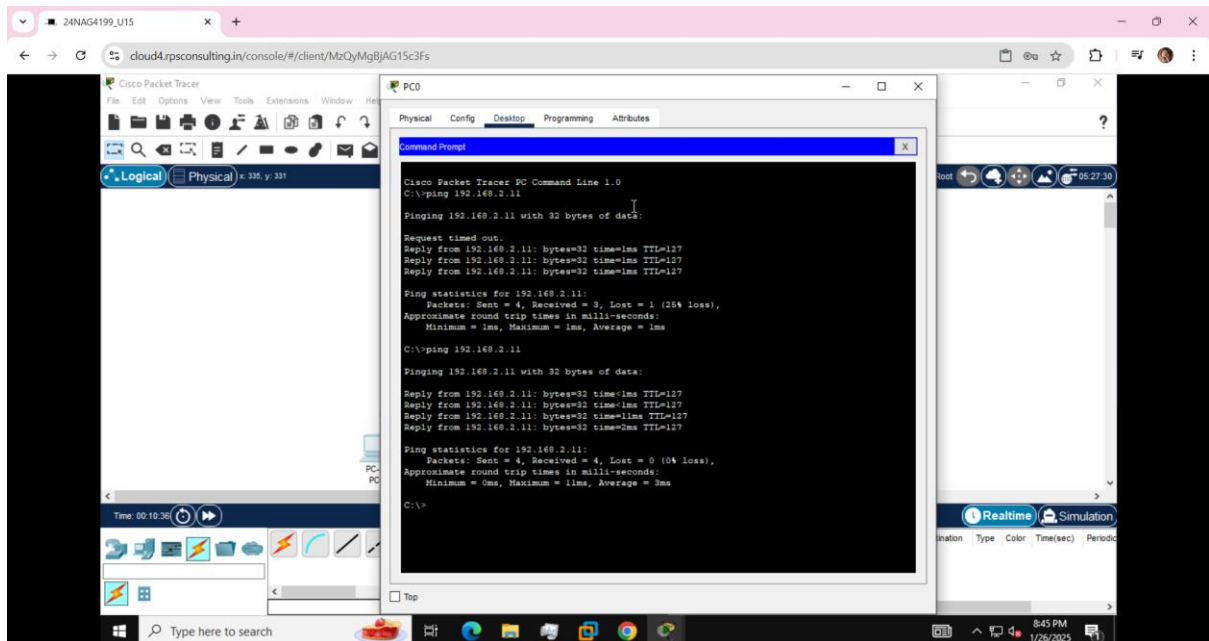 24NAG4199_U15
cloud4.rpsconsulting.in/console/#/client/MzQyMgBjAG15c3Fs
Cisco Packet Tracer
File Edit Options View Tools Extensions Window Help
Logical Physical x: 335, y: 331
Root 05:27:30
PC0
Physical Config Desktop Programming Attributes
Command Prompt X
Cisco Packet Tracer PC Command Line 1.0
C:\>ping 192.168.2.11
Pinging 192.168.2.11 with 32 bytes of data:
Request timed out.
Reply from 192.168.2.11: bytes=32 time=1ms TTL=127
Reply from 192.168.2.11: bytes=32 time=1ms TTL=127
Reply from 192.168.2.11: bytes=32 time=1ms TTL=127
Ping statistics for 192.168.2.11:
Packets: Sent = 4, Received = 3, Lost = 1 (25% loss),
Approximate round trip times in milli-seconds:
Minimum = 1ms, Maximum = 1ms, Average = 1ms
C:\>ping 192.168.2.11
Pinging 192.168.2.11 with 32 bytes of data:
Reply from 192.168.2.11: bytes=32 time<1ms TTL=127
Reply from 192.168.2.11: bytes=32 time<1ms TTL=127
Reply from 192.168.2.11: bytes=32 time=11ms TTL=127
Reply from 192.168.2.11: bytes=32 time=2ms TTL=127
Ping statistics for 192.168.2.11:
Packets: Sent = 4, Received = 4, Lost = 0 (0% loss),
Approximate round trip times in milli-seconds:
Minimum = 0ms, Maximum = 11ms, Average = 3ms
C:\>
Top
PC-
PC
Time: 00:10:36
Realtime Simulation
ination Type Color Time(sec) Periodic
Type here to search
8:45 PM
1/26/2025